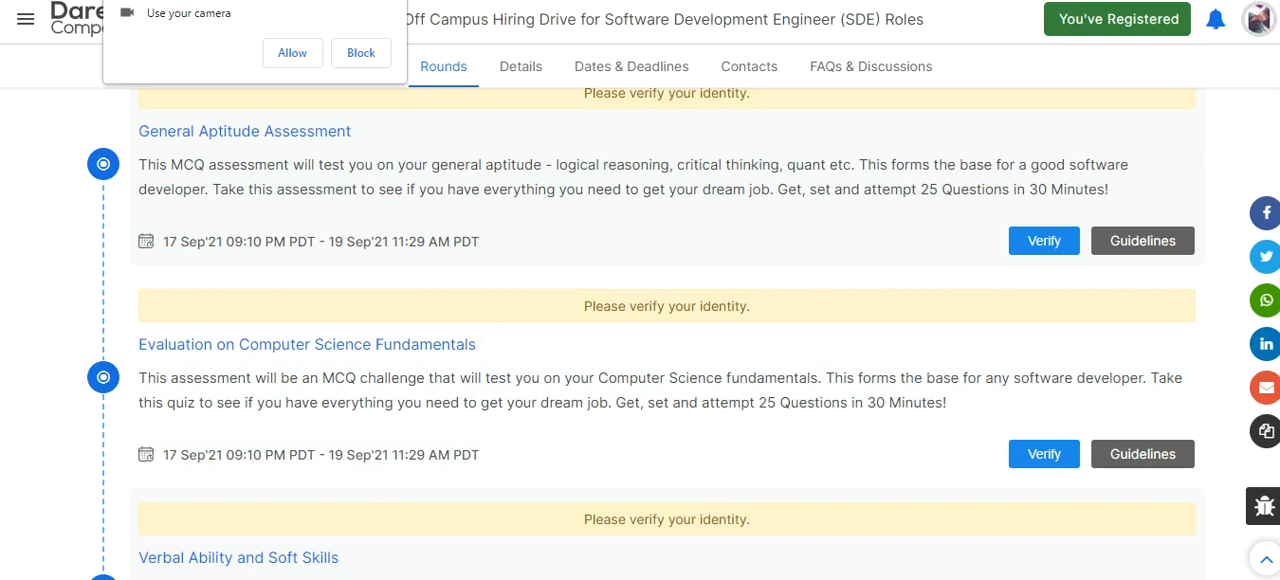 Use your camera
Allow Block
Dare
Off Campus Hiring Drive for Software Development Engineer (SDE) Roles
You've Registered
Rounds Details Dates & Deadlines Contacts FAQs & Discussions
Please verify your identity.
General Aptitude Assessment
This MCQ assessment will test you on your general aptitude - logical reasoning, critical thinking, quant etc. This forms the base for a good software
developer. Take this assessment to see if you have everything you need to get your dream job. Get, set and attempt 25 Questions in 30 Minutes!
17 Sep'21 09:10 PM PDT - 19 Sep'21 11:29 AM PDT
Verify Guidelines
Please verify your identity.
Evaluation on Computer Science Fundamentals
This assessment will be an MCQ challenge that will test you on your Computer Science fundamentals. This forms the base for any software developer. Take
this quiz to see if you have everything you need to get your dream job. Get, set and attempt 25 Questions in 30 Minutes!
17 Sep'21 09:10 PM PDT - 19 Sep'21 11:29 AM PDT
Verify Guidelines
Please verify your identity.
Verbal Ability and Soft Skills